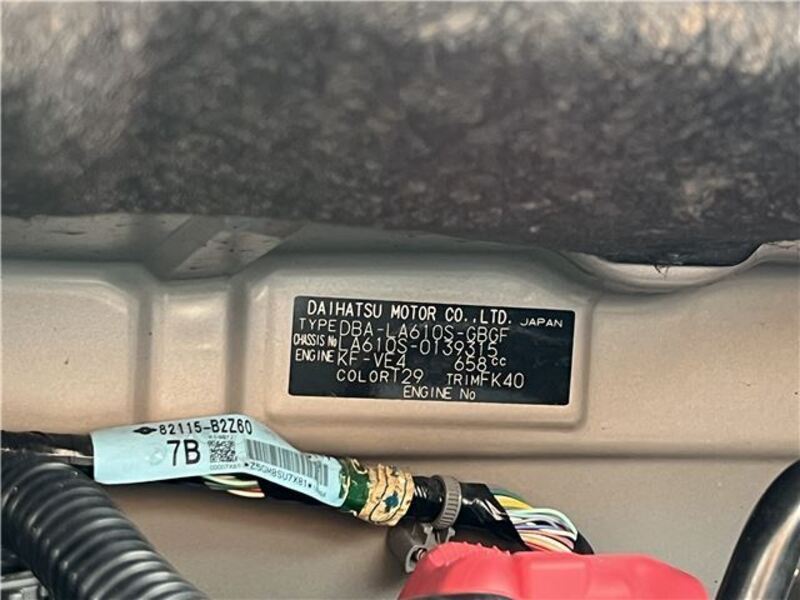 DAIHATSU MOTOR CO.,LTD. JAPAN
TYPE DBA-LA610S-GBGF
CHASSIS No LA610S-0139315
ENGINE KF-VE4 658cc
COLOR T29 TRIM FK40
ENGINE No
82115-B2Z60
7B
*Z5GM8SU7X81*